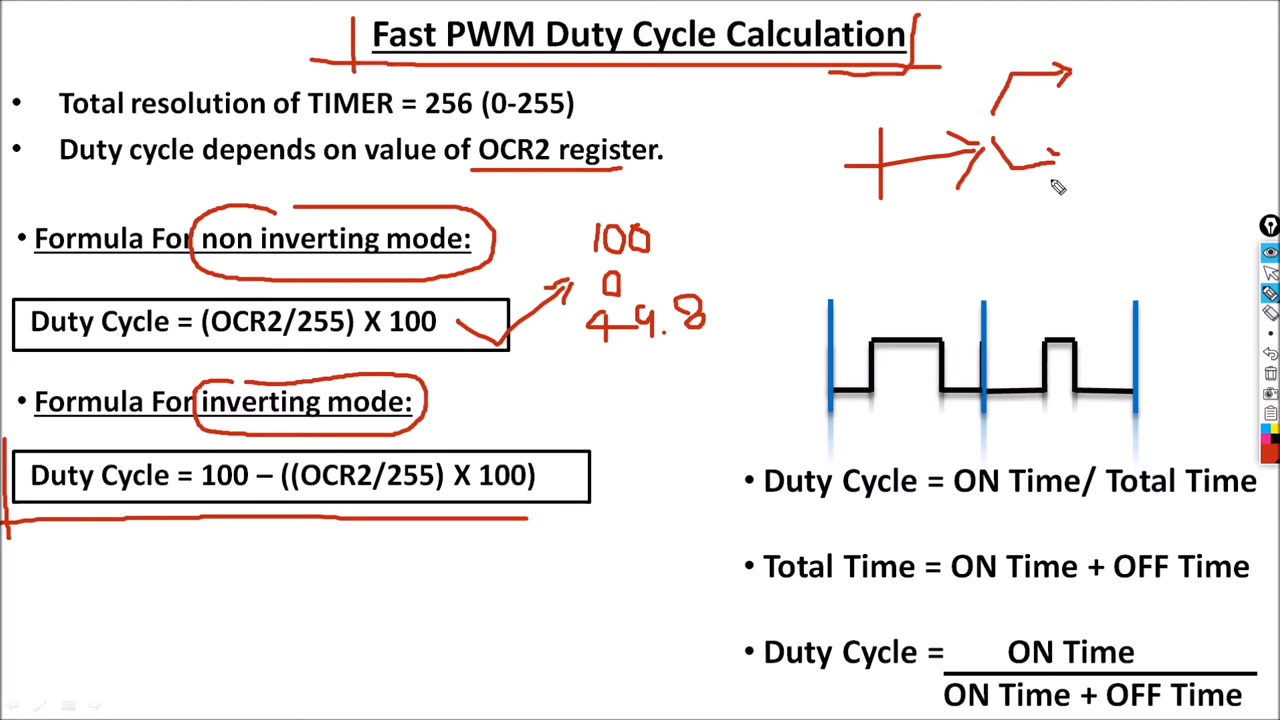 Fast PWM Duty Cycle Calculation
• Total resolution of TIMER = 256 (0-255)
• Duty cycle depends on value of OCR2 register.
• Formula For non inverting mode:
Duty Cycle = (OCR2/255) X 100
100
0
49.8
• Formula For inverting mode:
Duty Cycle = 100 – ((OCR2/255) X 100)
• Duty Cycle = ON Time/ Total Time
• Total Time = ON Time + OFF Time
• Duty Cycle = ON Time
ON Time + OFF Time